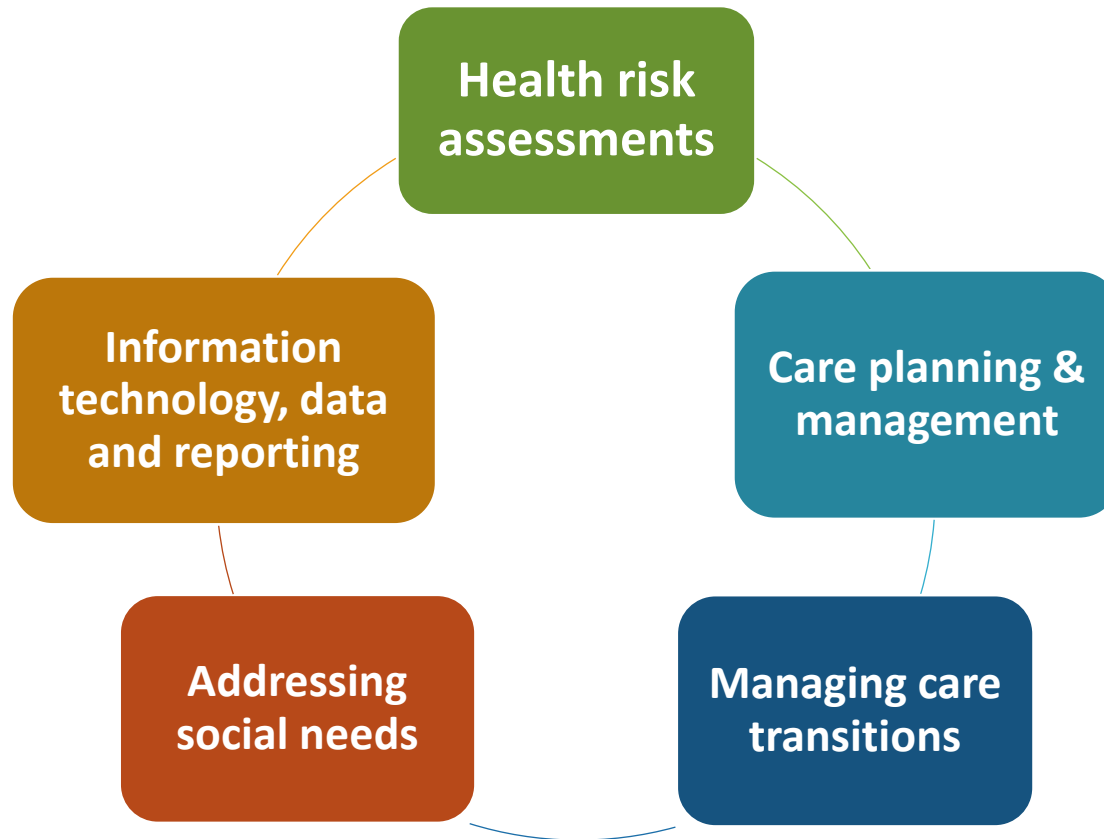 Health risk
assessments
Care planning &
management
Managing care
transitions
Addressing
social needs
Information
technology, data
and reporting